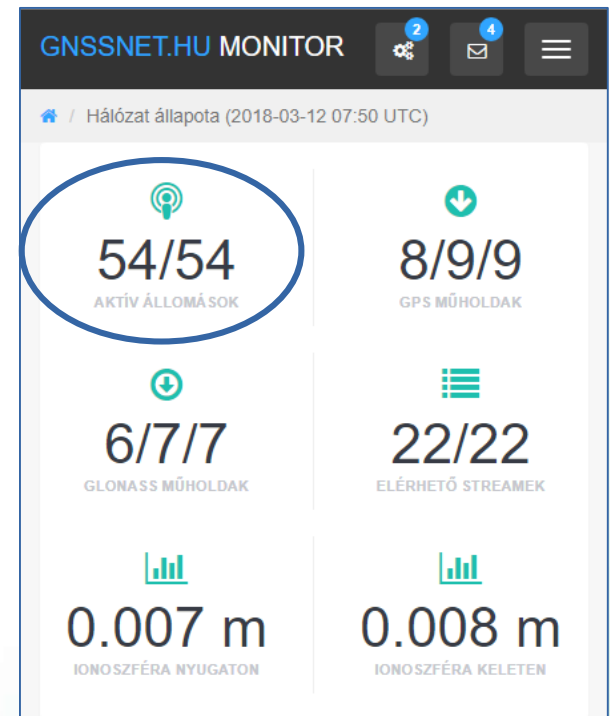 GNSSNET.HU MONITOR
2
4
/ Hálózat állapota (2018-03-12 07:50 UTC)
54/54
8/9/9
AKTÍV ÁLLOMÁSOK
GPS MŰHOLDAK
6/7/7
22/22
GLONASS MŰHOLDAK
ELÉRHETŐ STREAMEK
0.007 m
0.008 m
IONOSZFÉRA NYUGATON
IONOSZFÉRA KELETEN